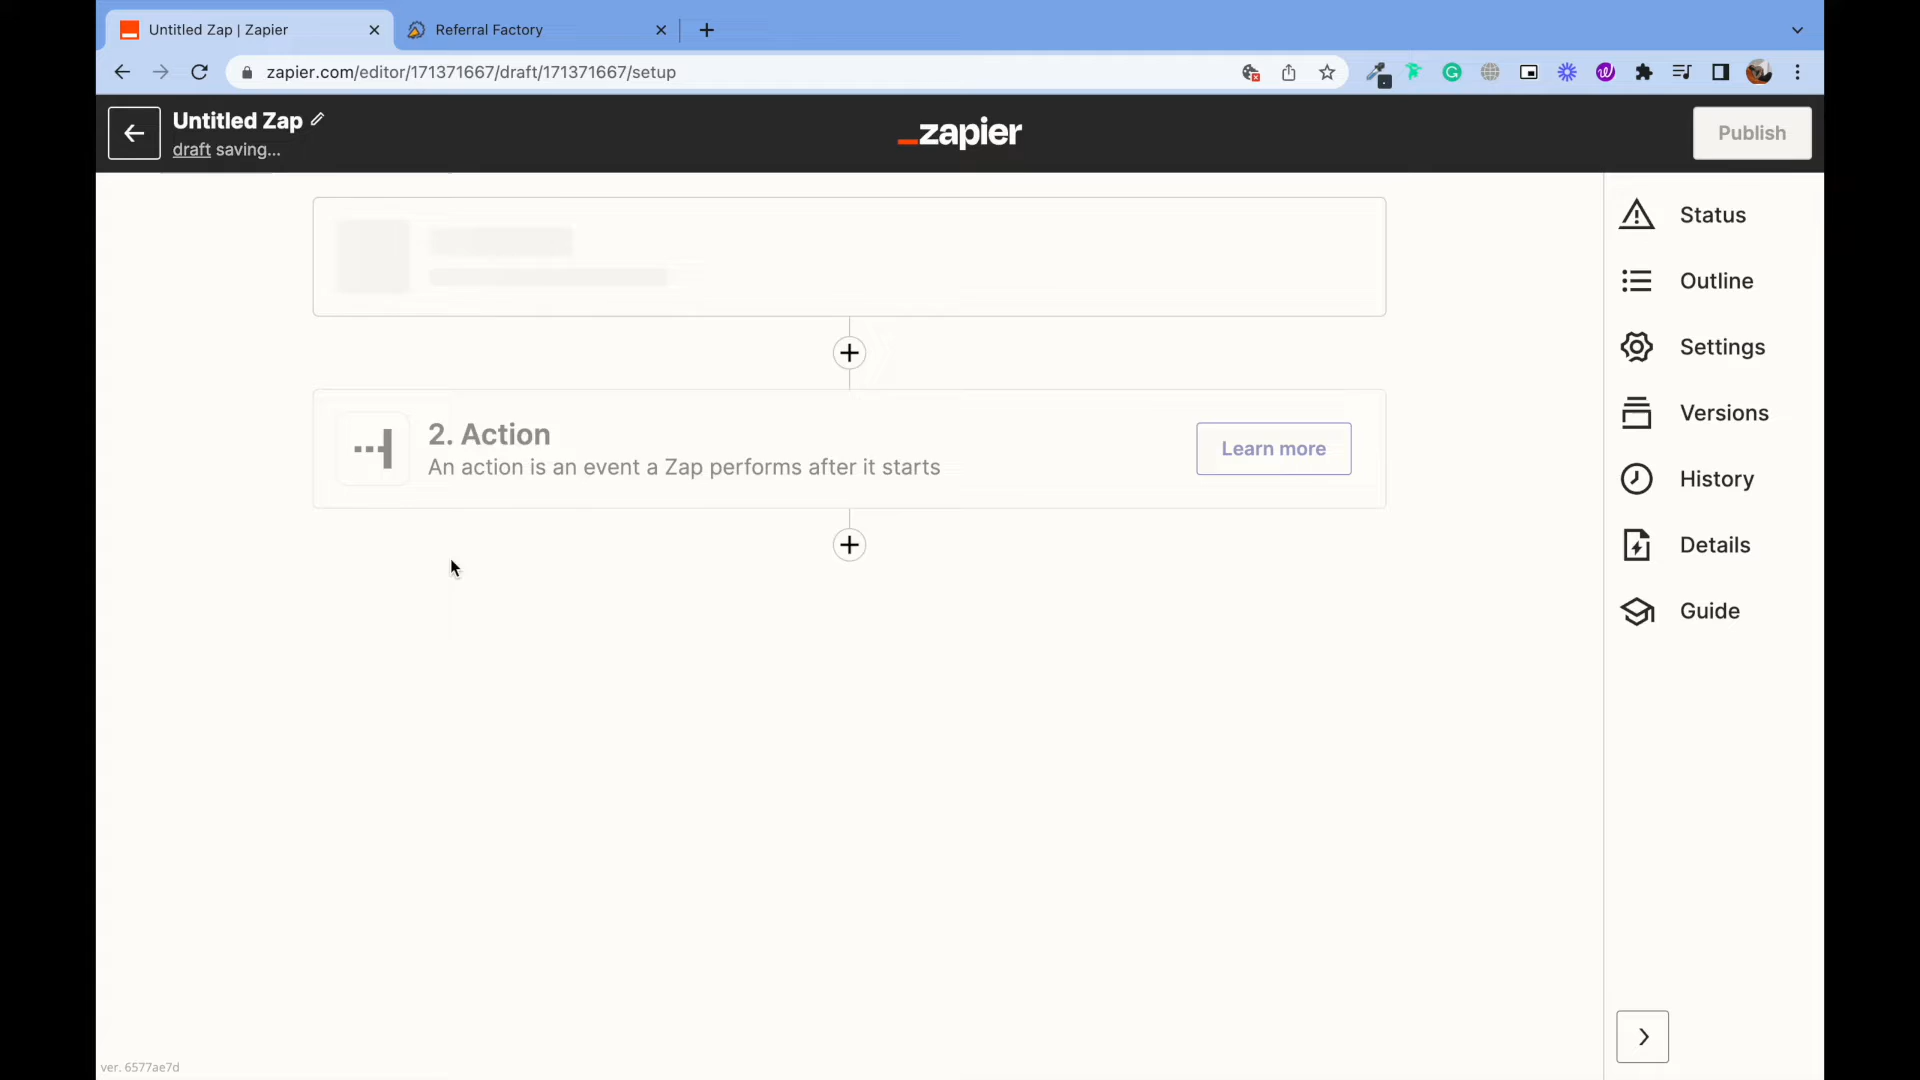 Untitled Zap | Zapier
Referral Factory
zapier.com/editor/171371667/draft/171371667/setup
Untitled Zap
draft saving...
zapier
Publish
Status
Outline
Settings
Versions
History
Details
Guide
2. Action
An action is an event a Zap performs after it starts
Learn more
ver. 6577ae7d